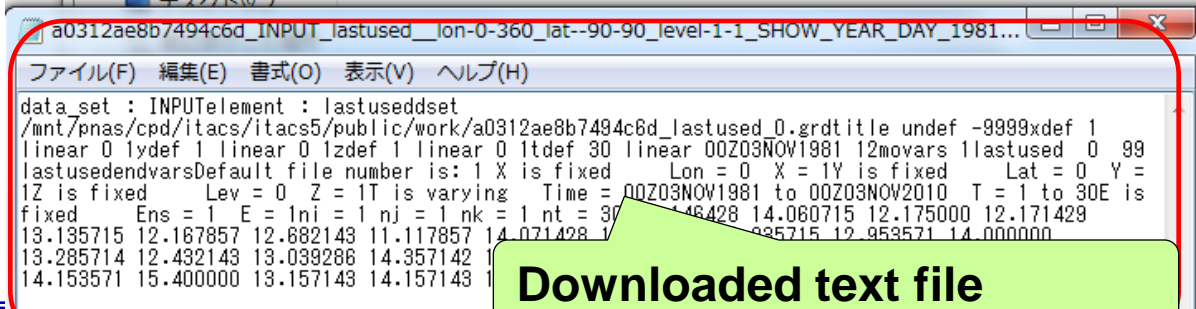 a0312ae8b7494c6d_INPUT_lastused__lon-0-360_lat--90-90_level-1-1_SHOW_YEAR_DAY_1981...
ファイル(F) 編集(E) 書式(O) 表示(V) ヘルプ(H)
data_set : INPUTelement : lastuseddset
/mnt/pnas/cpd/itacs/itacs5/public/work/a0312ae8b7494c6d_lastused_0.grdtitle undef -9999xdef 1
linear 0 1ydef 1 linear 0 1zdef 1 linear 0 1tdef 30 linear 00Z03NOV1981 12movars 1lastused 0 99
lastusedendvarsDefault file number is: 1 X is fixed Lon = 0 X = 1Y is fixed Lat = 0 Y =
1Z is fixed Lev = 0 Z = 1T is varying Time = 00Z03NOV1981 to 00Z03NOV2010 T = 1 to 30E is
fixed Ens = 1 E = 1ni = 1 nj = 1 nk = 1 nt = 14.060715 12.175000 12.171429
13.135715 12.167857 12.682143 11.117857 14.071428 12.953571 14.000000
13.285714 12.432143 13.039286 14.357142
14.153571 15.400000 13.157143 14.157143
Downloaded text file